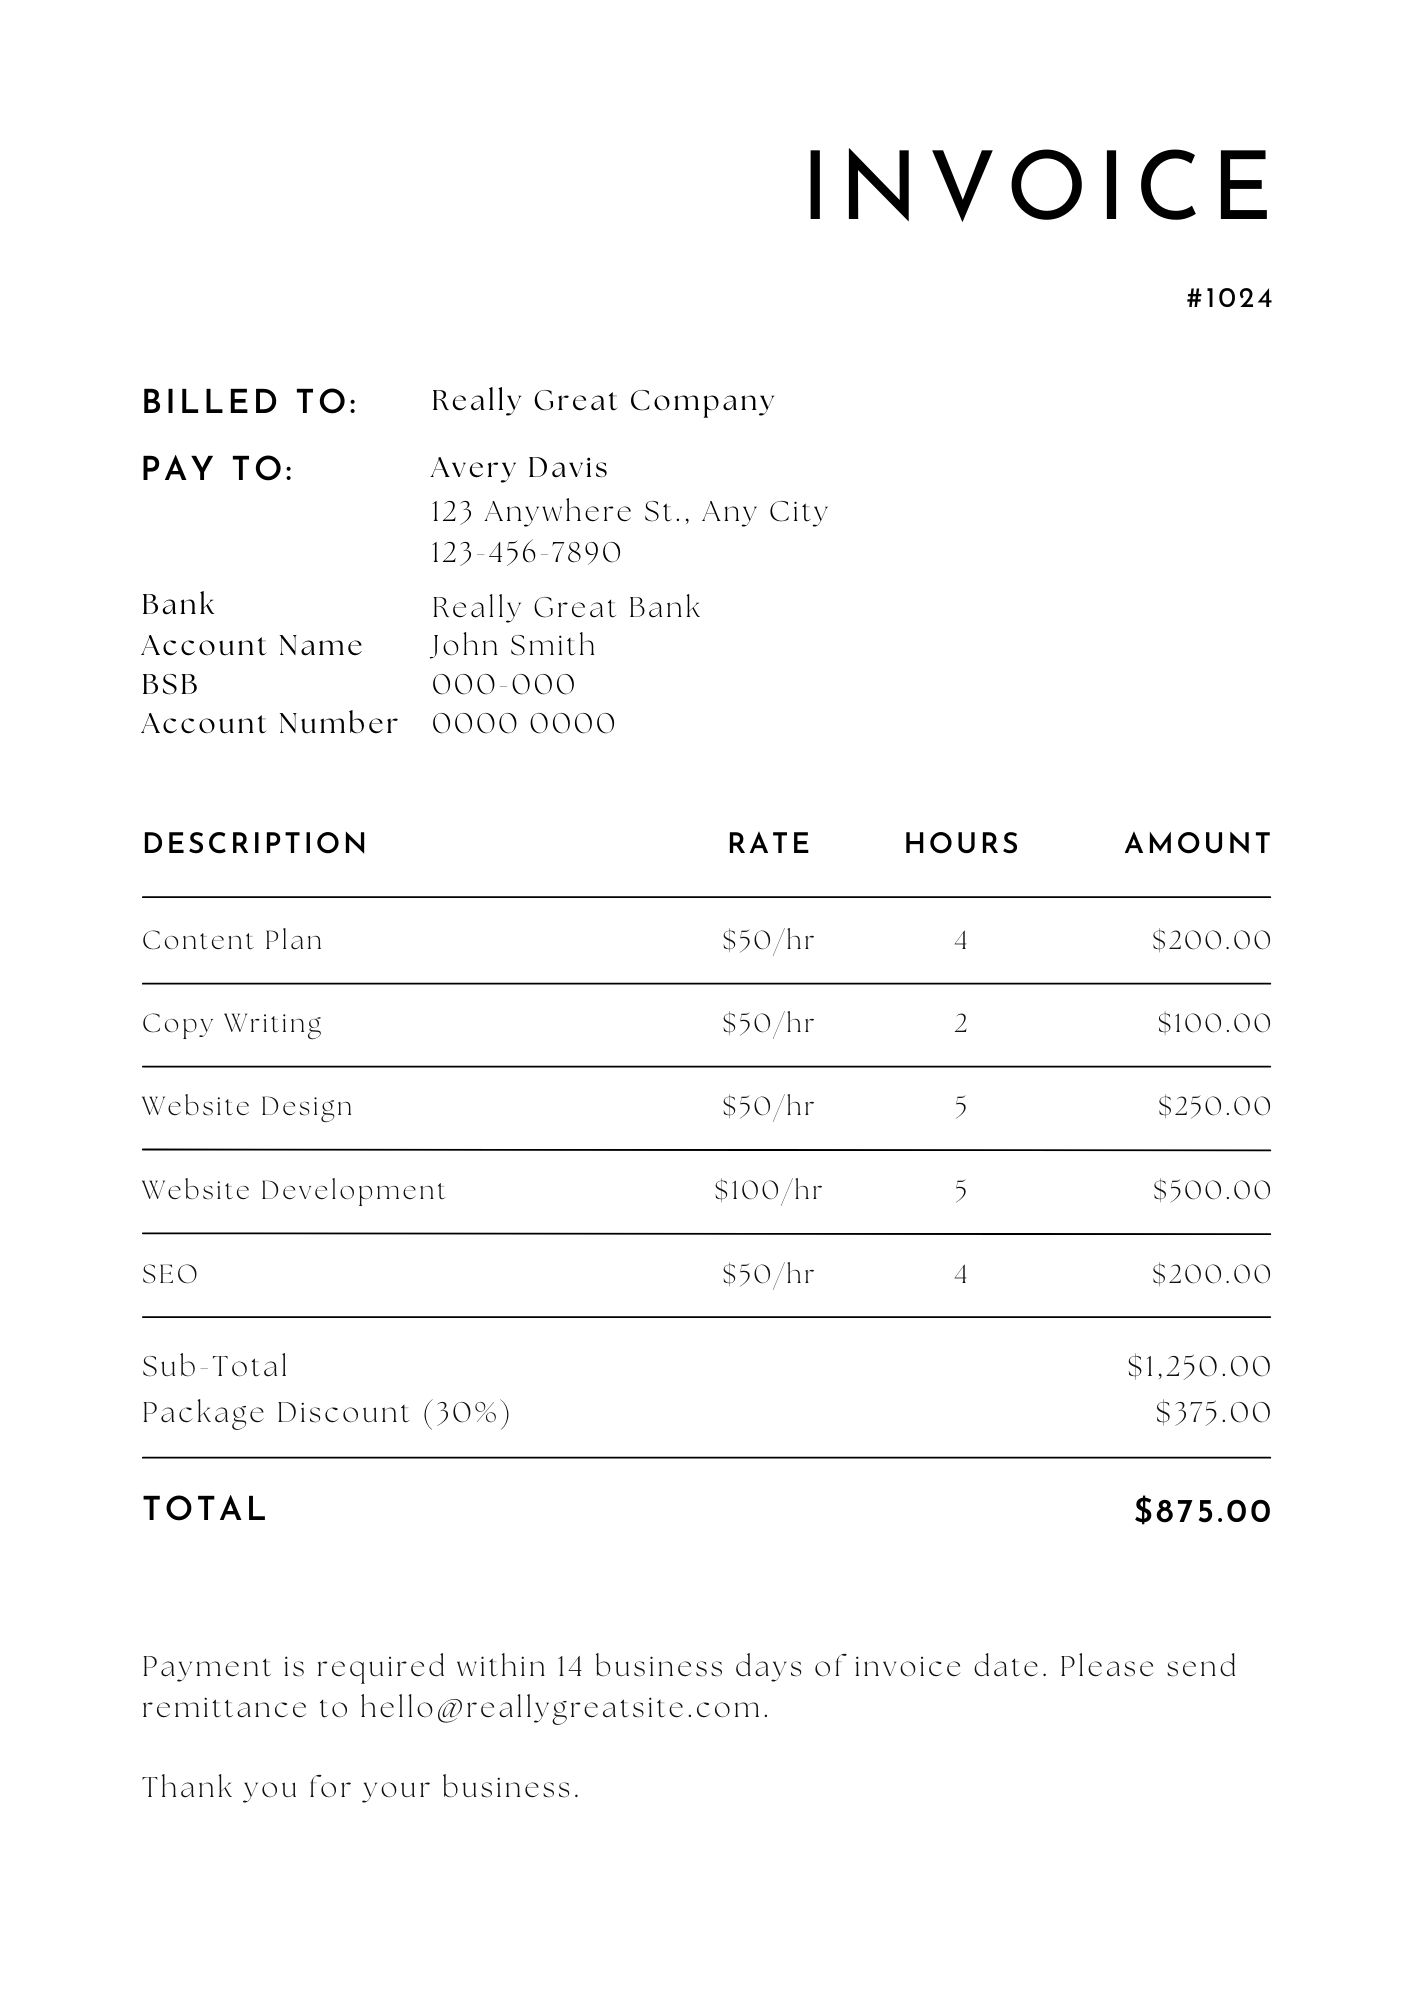 INVOICE
#1024
BILLED TO: Really Great Company
PAY TO: Avery Davis
123 Anywhere St., Any City
123-456-7890
Bank Really Great Bank
Account Name John Smith
BSB 000-000
Account Number 0000 0000
DESCRIPTION RATE HOURS AMOUNT
Content Plan $50/hr 4 $200.00
Copy Writing $50/hr 2 $100.00
Website Design $50/hr 5 $250.00
Website Development $100/hr 5 $500.00
SEO $50/hr 4 $200.00
Sub-Total $1,250.00
Package Discount (30%) $375.00
TOTAL $875.00
Payment is required within 14 business days of invoice date. Please send
remittance to hello@reallygreatsite.com.
Thank you for your business.